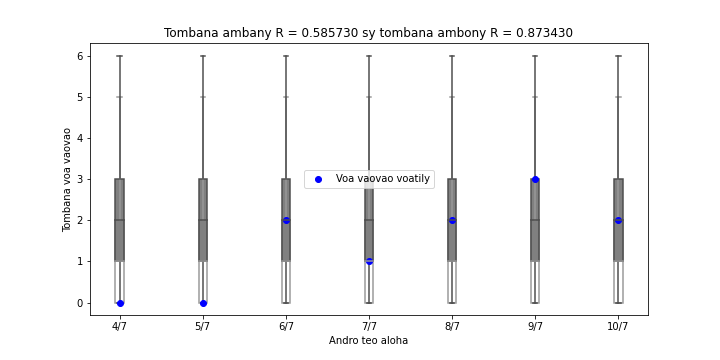 Tombana ambany R = 0.585730 sy tombana ambony R = 0.873430
Tombana voa vaovao
6
5
4
3
2
1
0
Voa vaovao voatily
4/7 5/7 6/7 7/7 8/7 9/7 10/7
Andro teo aloha